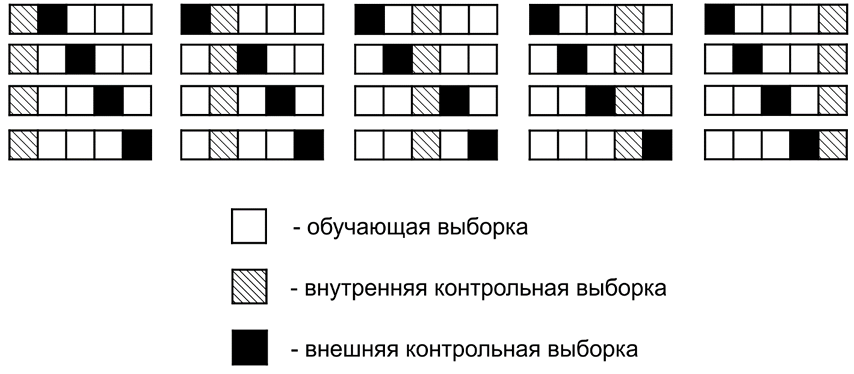 - обучающая выборка
- внутренняя контрольная выборка
- внешняя контрольная выборка